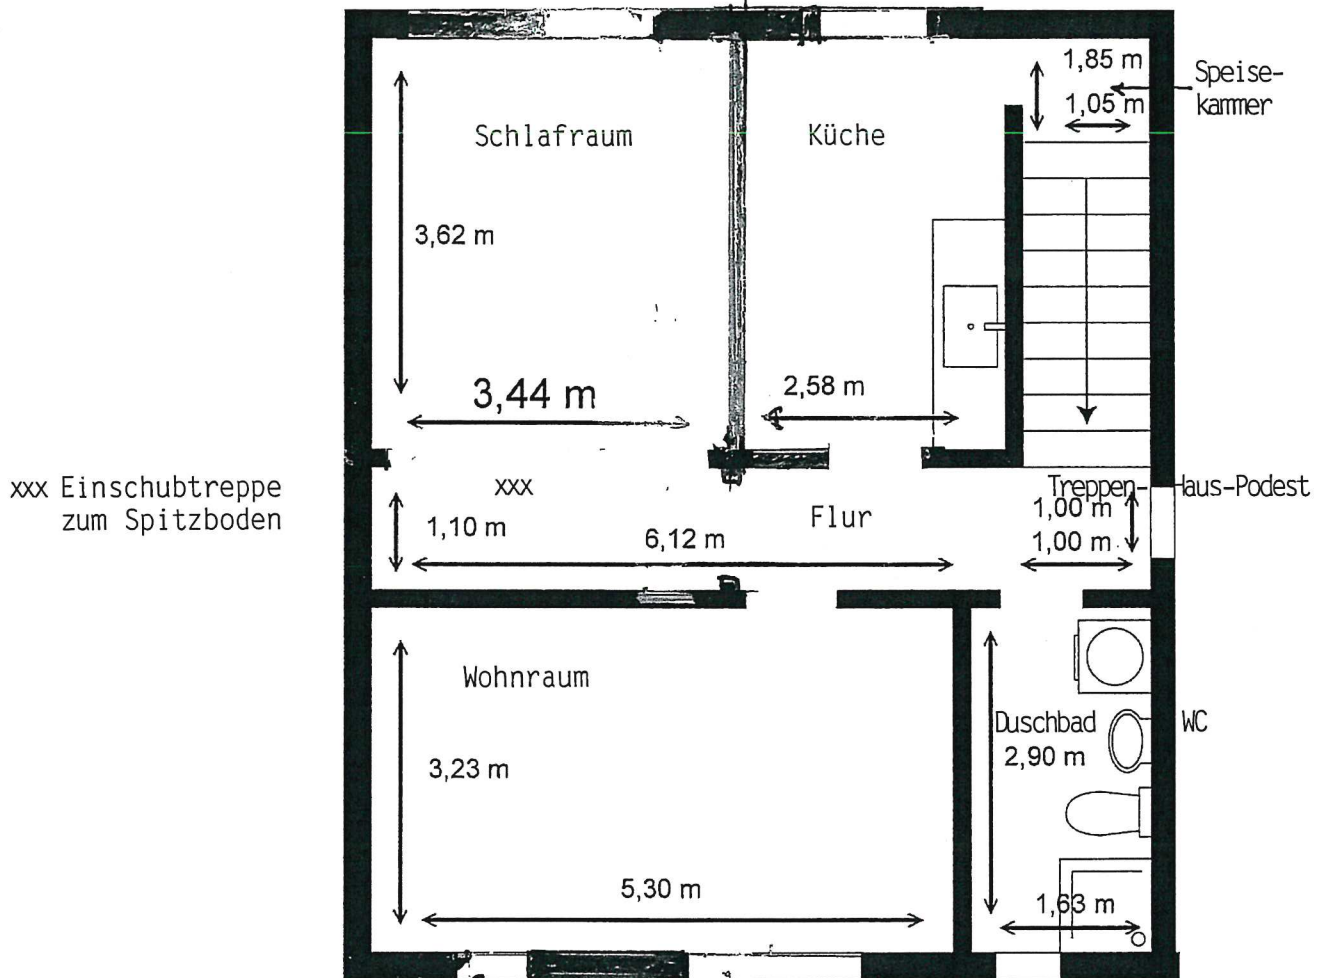 1,85 m
Speise-
1,05 m
kammer
Schlafraum
Küche
3,62 m
3,44 m
2,58 m
xxx Einschubtreppe
zum Spitzboden
xxx
Treppen-Haus-Podest
1,10 m
6,12 m
Flur
1,00 m
1,00 m
Wohnraum
Duschbad
WC
2,90 m
3,23 m
5,30 m
1,63 m